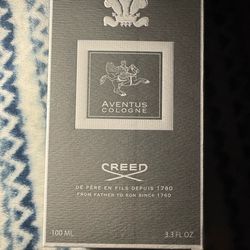 AVENTUS
COLOGNE
CREED
DE PÈRE EN FILS DEPUIS 1760
FROM FATHER TO SON SINCE 1760
100 ML 3.3 FL OZ